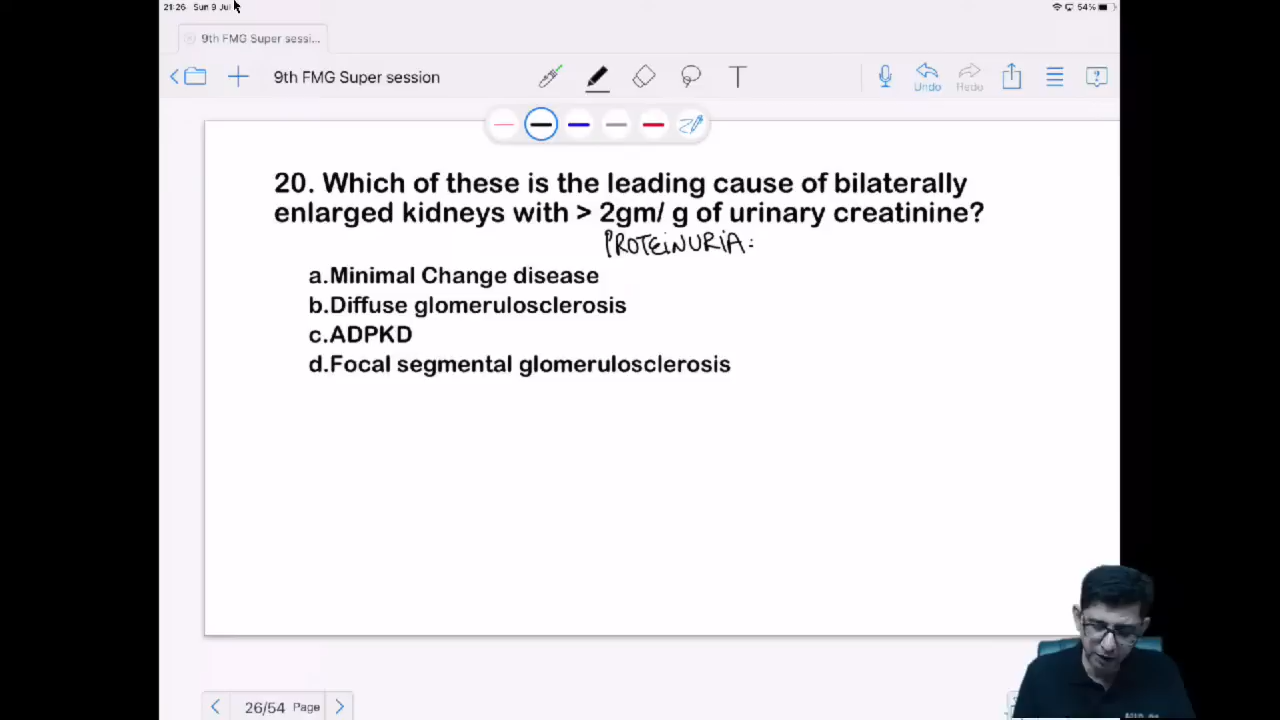 21:26 Sun 9 Jul
54%
9th FMG Super sessi...
9th FMG Super session
T
Undo
Redo
20. Which of these is the leading cause of bilaterally
enlarged kidneys with > 2gm/ g of urinary creatinine?
PROTEiNURiA:
a.Minimal Change disease
b.Diffuse glomerulosclerosis
c.ADPKD
d.Focal segmental glomerulosclerosis
26/54 Page